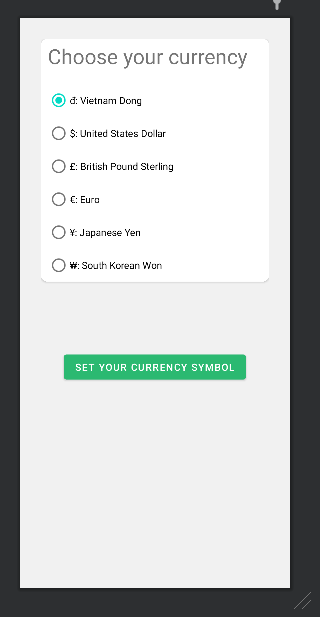 Choose your currency
đ: Vietnam Dong
$: United States Dollar
£: British Pound Sterling
€: Euro
¥: Japanese Yen
₩: South Korean Won
SET YOUR CURRENCY SYMBOL